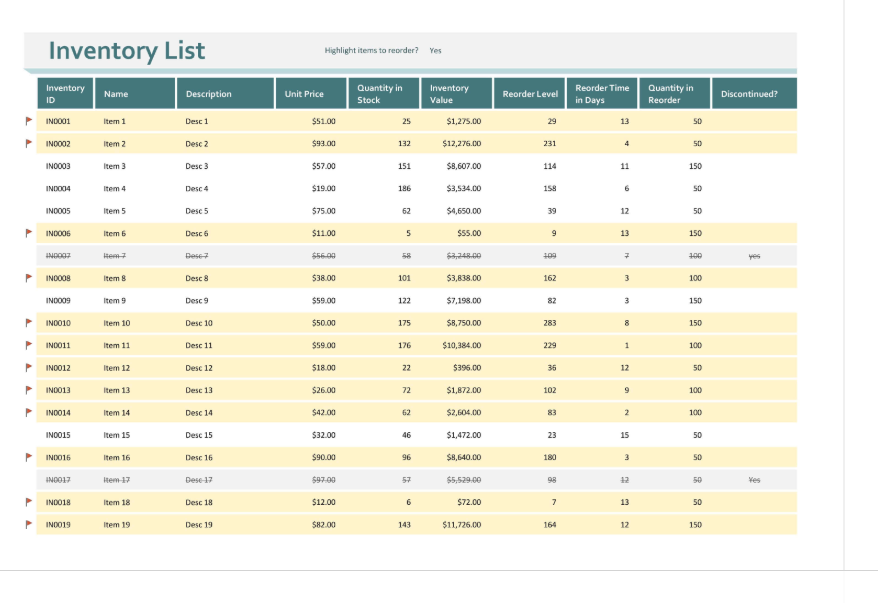 Inventory List Highlight items to reorder? Yes
Inventory ID Name Description Unit Price Quantity in Stock Inventory Value Reorder Level Reorder Time in Days Quantity in Reorder Discontinued?
IN0001 Item 1 Desc 1 $51.00 25 $1,275.00 29 13 50
IN0002 Item 2 Desc 2 $93.00 132 $12,276.00 231 4 50
IN0003 Item 3 Desc 3 $57.00 151 $8,607.00 114 11 150
IN0004 Item 4 Desc 4 $19.00 186 $3,534.00 158 6 50
IN0005 Item 5 Desc 5 $75.00 62 $4,650.00 39 12 50
IN0006 Item 6 Desc 6 $11.00 5 $55.00 9 13 150
IN0007 Item 7 Desc 7 $56.00 58 $3,248.00 109 7 100 yes
IN0008 Item 8 Desc 8 $38.00 101 $3,838.00 162 3 100
IN0009 Item 9 Desc 9 $59.00 122 $7,198.00 82 3 150
IN0010 Item 10 Desc 10 $50.00 175 $8,750.00 283 8 150
IN0011 Item 11 Desc 11 $59.00 176 $10,384.00 229 1 100
IN0012 Item 12 Desc 12 $18.00 22 $396.00 36 12 50
IN0013 Item 13 Desc 13 $26.00 72 $1,872.00 102 9 100
IN0014 Item 14 Desc 14 $42.00 62 $2,604.00 83 2 100
IN0015 Item 15 Desc 15 $32.00 46 $1,472.00 23 15 50
IN0016 Item 16 Desc 16 $90.00 96 $8,640.00 180 3 50
IN0017 Item 17 Desc 17 $97.00 57 $5,529.00 98 12 50 Yes
IN0018 Item 18 Desc 18 $12.00 6 $72.00 7 13 50
IN0019 Item 19 Desc 19 $82.00 143 $11,726.00 164 12 150